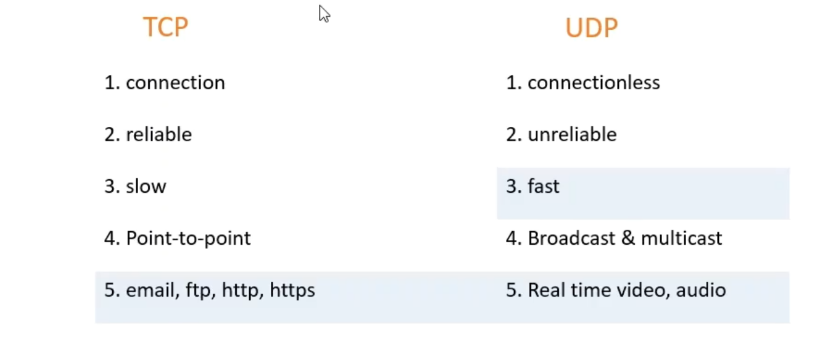 TCP
1. connection
2. reliable
3. slow
4. Point-to-point
5. email, ftp, http, https
UDP
1. connectionless
2. unreliable
3. fast
4. Broadcast & multicast
5. Real time video, audio